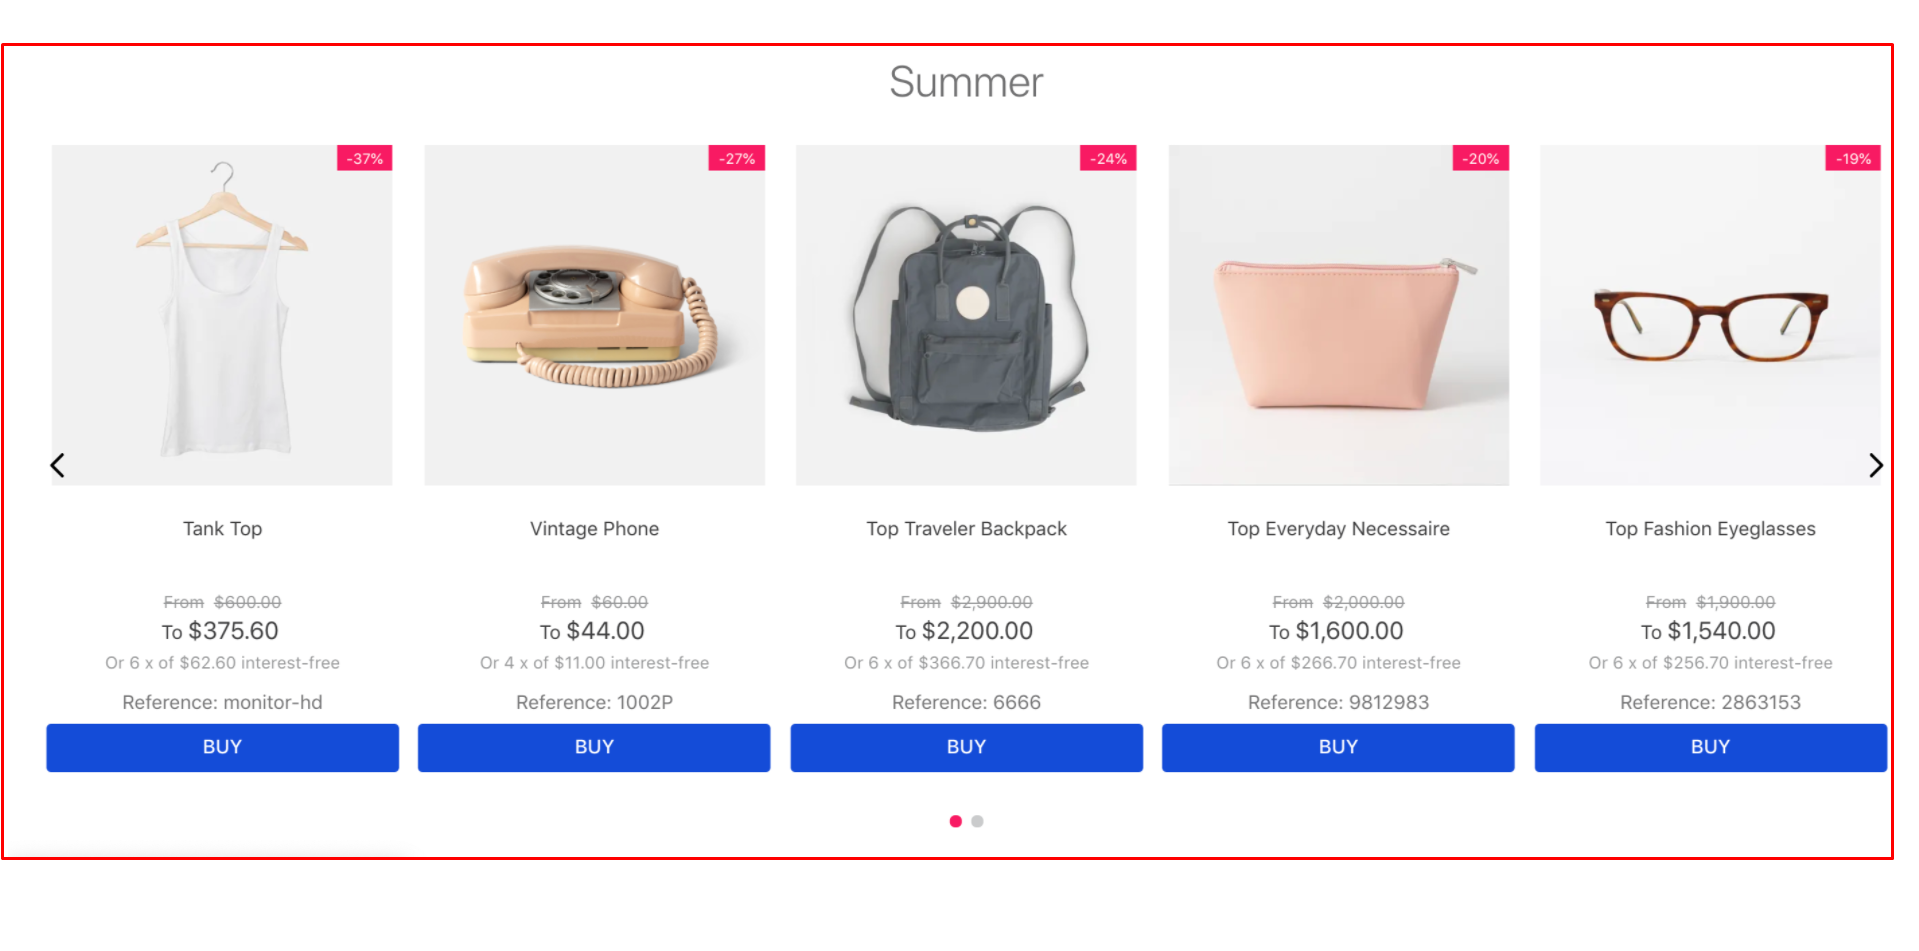 Summer
-37%
-27%
-24%
-20%
-19%
Tank Top
Vintage Phone
Top Traveler Backpack
Top Everyday Necessaire
Top Fashion Eyeglasses
From $600.00
To $375.60
Or 6 x of $62.60 interest-free
Reference: monitor-hd
BUY
From $60.00
To $44.00
Or 4 x of $11.00 interest-free
Reference: 1002P
BUY
From $2,900.00
To $2,200.00
Or 6 x of $366.70 interest-free
Reference: 6666
BUY
From $2,000.00
To $1,600.00
Or 6 x of $266.70 interest-free
Reference: 9812983
BUY
From $1,900.00
To $1,540.00
Or 6 x of $256.70 interest-free
Reference: 2863153
BUY